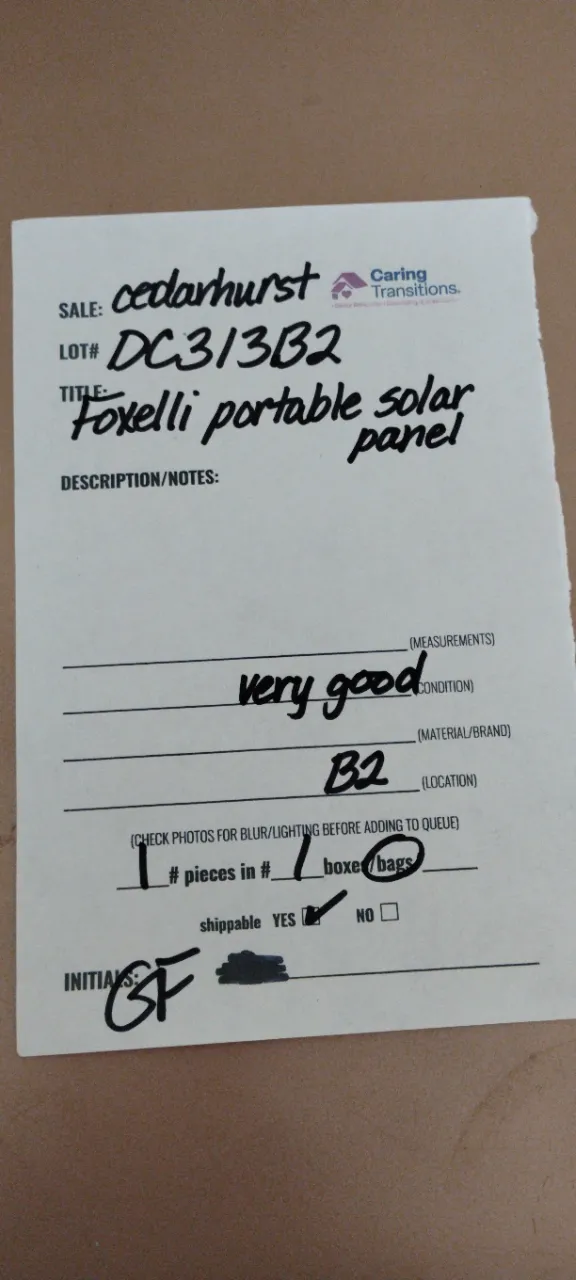 SALE: cedarhurst
Caring
Transitions.
LOT# DC313B2
TITLE: Foxelli portable solar
panel
DESCRIPTION/NOTES:
(MEASUREMENTS)
very good (CONDITION)
(MATERIAL/BRAND)
B2 (LOCATION)
(CHECK PHOTOS FOR BLUR/LIGHTING BEFORE ADDING TO QUEUE)
1 # pieces in # 1 boxes/bags
shippable YES NO
INITIALS: GF